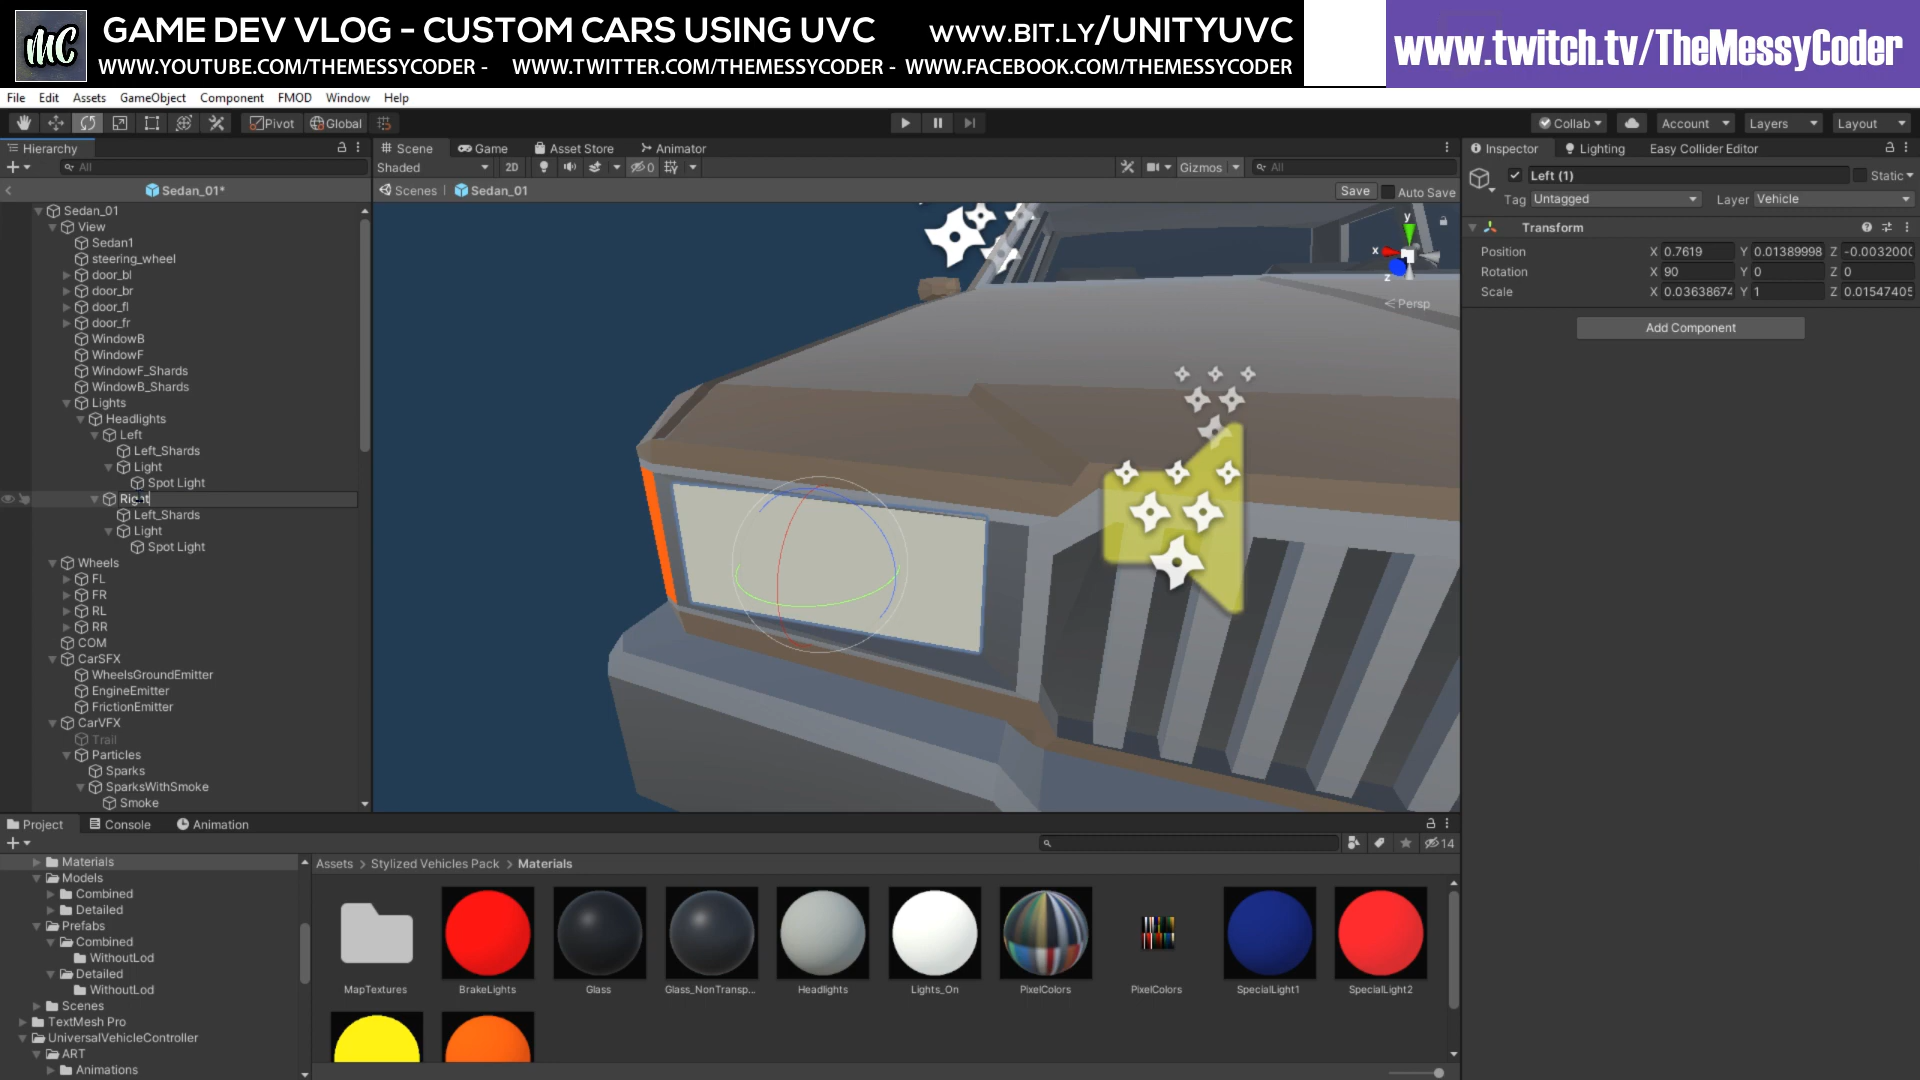 MC
GAME DEV VLOG - CUSTOM CARS USING UVC
WWW.BIT.LY/UNITYUVC
WWW.YOUTUBE.COM/THEMESSYCODER - WWW.TWITTER.COM/THEMESSYCODER - WWW.FACEBOOK.COM/THEMESSYCODER
www.twitch.tv/TheMessyCoder
File Edit Assets GameObject Component FMOD Window Help
Pivot Global Collab Account Layers Layout
Hierarchy
All
Sedan_01*
Sedan_01
View
Sedan1
steering_wheel
door_bl
door_br
door_fl
door_fr
WindowB
WindowF
WindowF_Shards
WindowB_Shards
Lights
Headlights
Left
Left_Shards
Light
Spot Light
Right
Left_Shards
Light
Spot Light
Wheels
FL
FR
RL
RR
COM
CarSFX
WheelsGroundEmitter
EngineEmitter
FrictionEmitter
CarVFX
Trail
Particles
Sparks
SparksWithSmoke
Smoke
Scene Game Asset Store Animator
Shaded 2D 0 Gizmos All
Scenes Sedan_01 Save Auto Save
y
x
z
Persp
Inspector Lighting Easy Collider Editor
Left (1) Static
Tag Untagged Layer Vehicle
Transform
Position X 0.7619 Y 0.01389998 Z -0.0032000
Rotation X 90 Y 0 Z 0
Scale X 0.03638674 Y 1 Z 0.01547405
Add Component
Project Console Animation
14
Materials
Models
Combined
Detailed
Prefabs
Combined
WithoutLod
Detailed
WithoutLod
Scenes
TextMesh Pro
UniversalVehicleController
ART
Animations
Assets > Stylized Vehicles Pack > Materials
MapTextures BrakeLights Glass Glass_NonTransp... Headlights Lights_On PixelColors PixelColors SpecialLight1 SpecialLight2